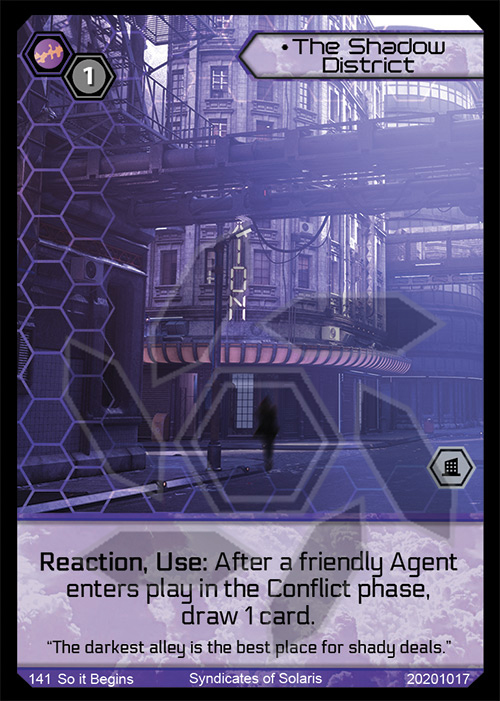 1
•The Shadow
District
TION
Reaction, Use: After a friendly Agent
enters play in the Conflict phase,
draw 1 card.
“The darkest alley is the best place for shady deals.”
141 So it Begins Syndicates of Solaris 20201017